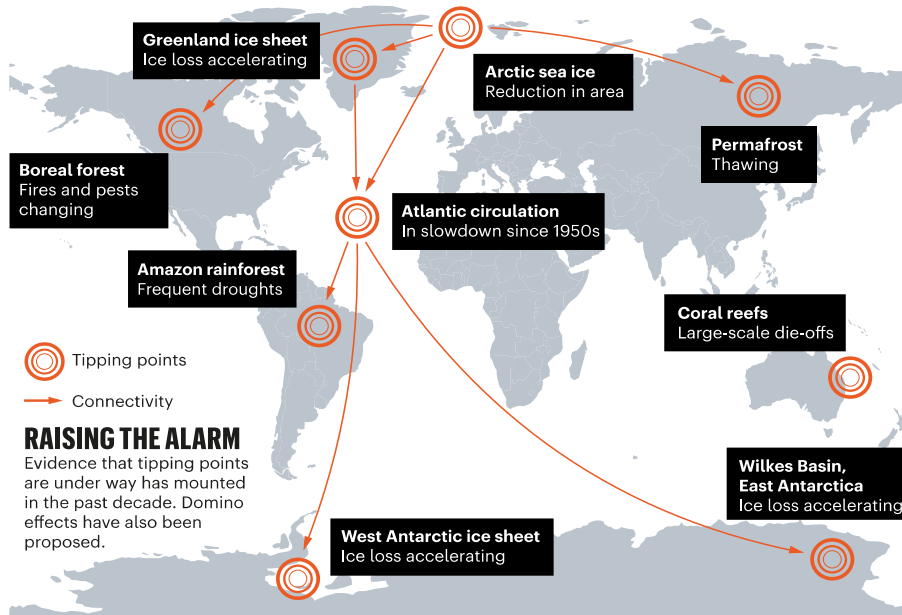 Greenland ice sheet
Ice loss accelerating
Arctic sea ice
Reduction in area
Permafrost
Thawing
Boreal forest
Fires and pests
changing
Atlantic circulation
In slowdown since 1950s
Amazon rainforest
Frequent droughts
Coral reefs
Large-scale die-offs
Tipping points
Connectivity
RAISING THE ALARM
Evidence that tipping points
are under way has mounted
in the past decade. Domino
effects have also been
proposed.
Wilkes Basin,
East Antarctica
Ice loss accelerating
West Antarctic ice sheet
Ice loss accelerating